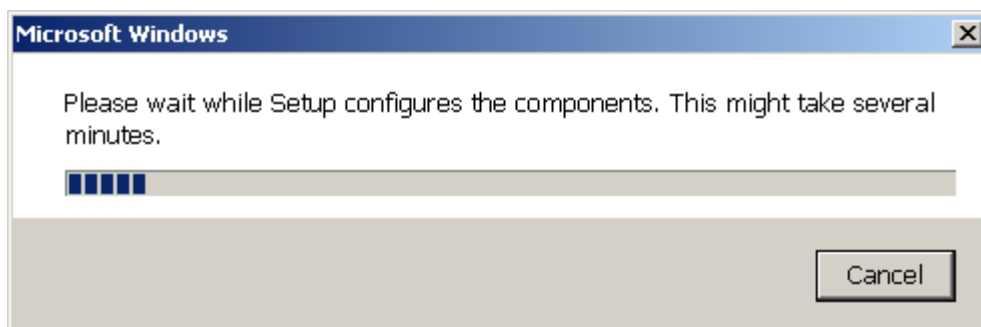 Microsoft Windows
Please wait while Setup configures the components. This might take several
minutes.
Cancel